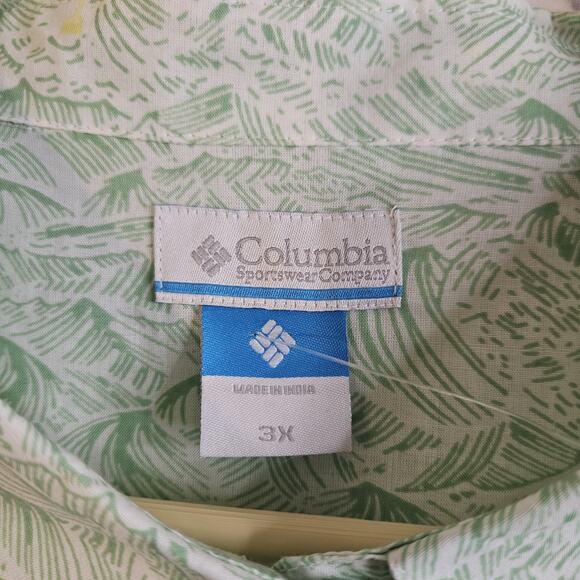 Columbia
Sportswear Company
MADE IN INDIA
3X